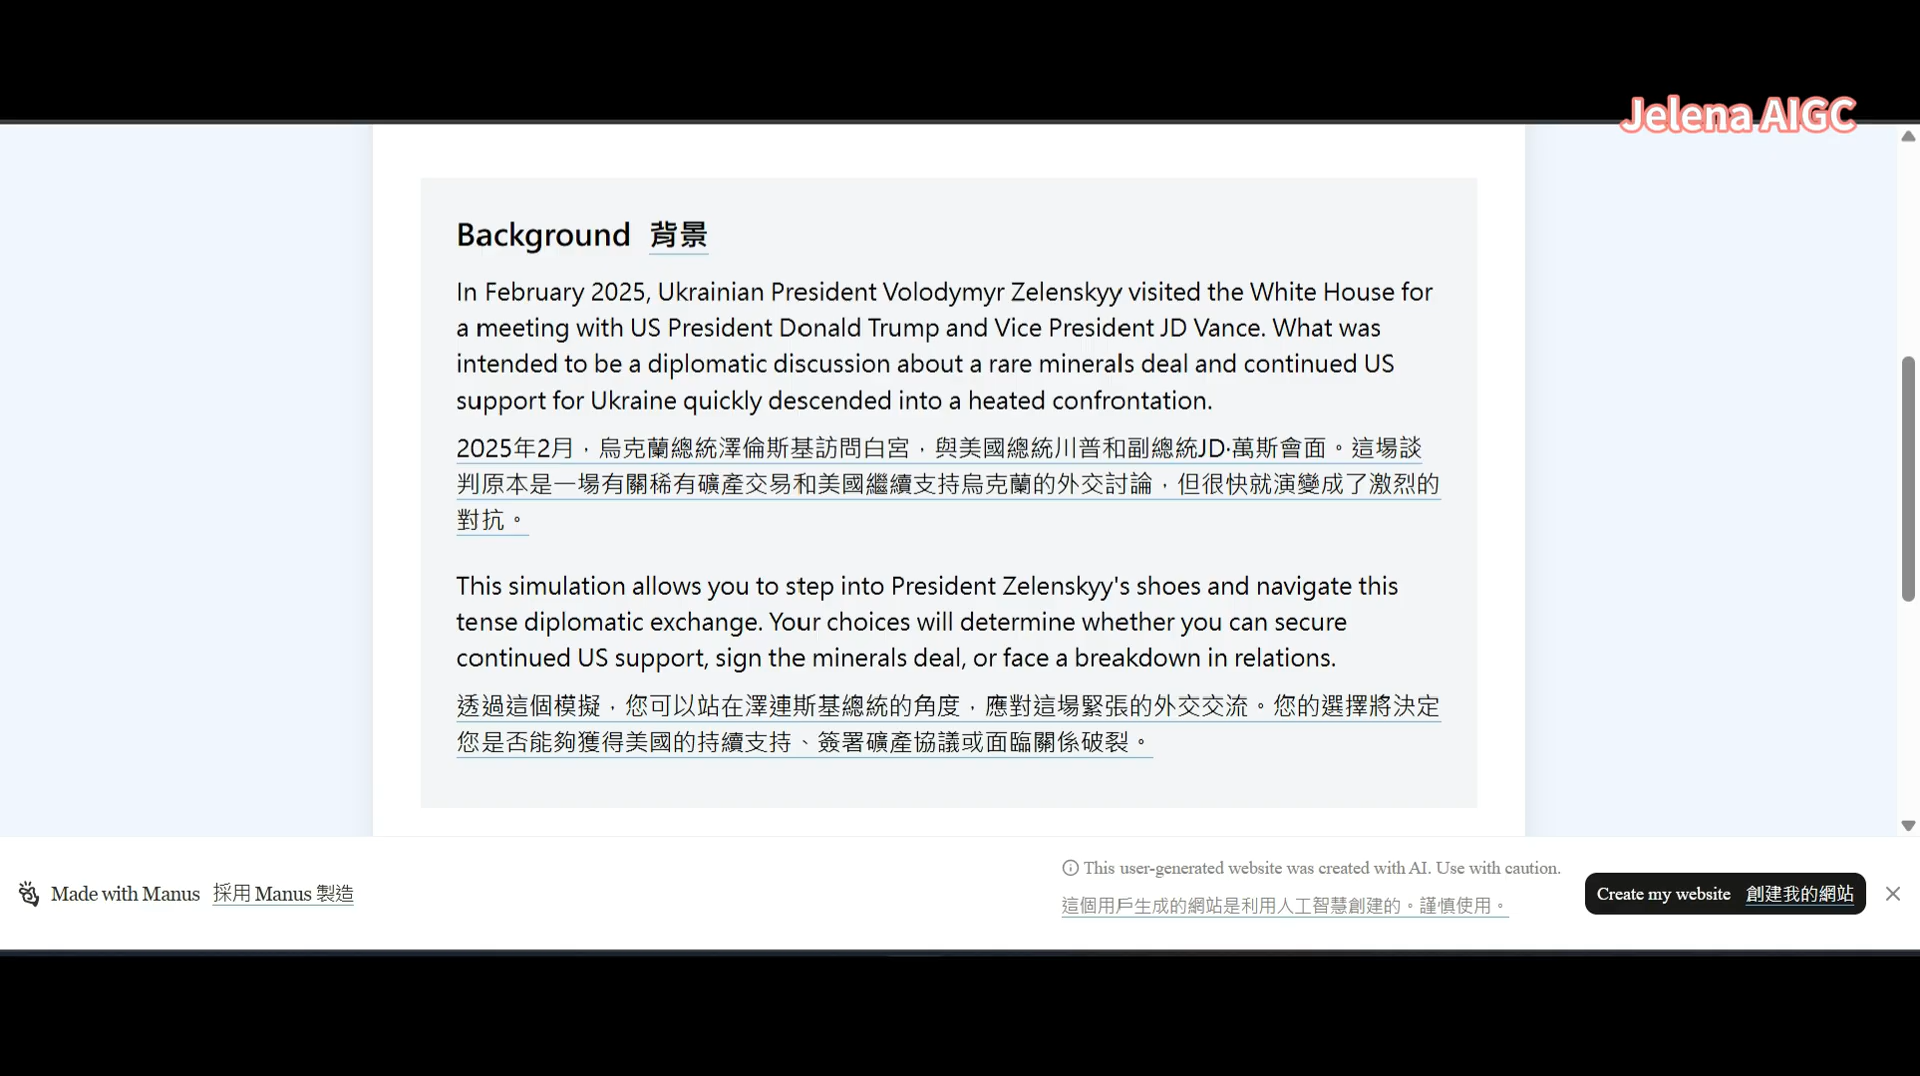 Jelena AIGC
Background 背景
In February 2025, Ukrainian President Volodymyr Zelenskyy visited the White House for
a meeting with US President Donald Trump and Vice President JD Vance. What was
intended to be a diplomatic discussion about a rare minerals deal and continued US
support for Ukraine quickly descended into a heated confrontation.
2025年2月，烏克蘭總統澤倫斯基訪問白宮，與美國總統川普和副總統JD·萬斯會面。這場談
判原本是一場有關稀有礦產交易和美國繼續支持烏克蘭的外交討論，但很快就演變成了激烈的
對抗。
This simulation allows you to step into President Zelenskyy's shoes and navigate this
tense diplomatic exchange. Your choices will determine whether you can secure
continued US support, sign the minerals deal, or face a breakdown in relations.
透過這個模擬，您可以站在澤連斯基總統的角度，應對這場緊張的外交交流。您的選擇將決定
您是否能夠獲得美國的持續支持、簽署礦產協議或面臨關係破裂。
This user-generated website was created with AI. Use with caution.
Made with Manus 採用 Manus 製造
Create my website 創建我的網站
這個用戶生成的網站是利用人工智慧創建的。謹慎使用。